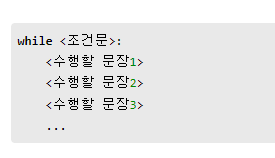 while <조건문>:
    <수행할 문장1>
    <수행할 문장2>
    <수행할 문장3>
    ...